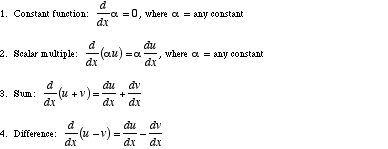 1. Constant function: d/dx α = 0, where α = any constant
2. Scalar multiple: d/dx (αu) = α du/dx, where α = any constant
3. Sum: d/dx (u + v) = du/dx + dv/dx
4. Difference: d/dx (u − v) = du/dx − dv/dx